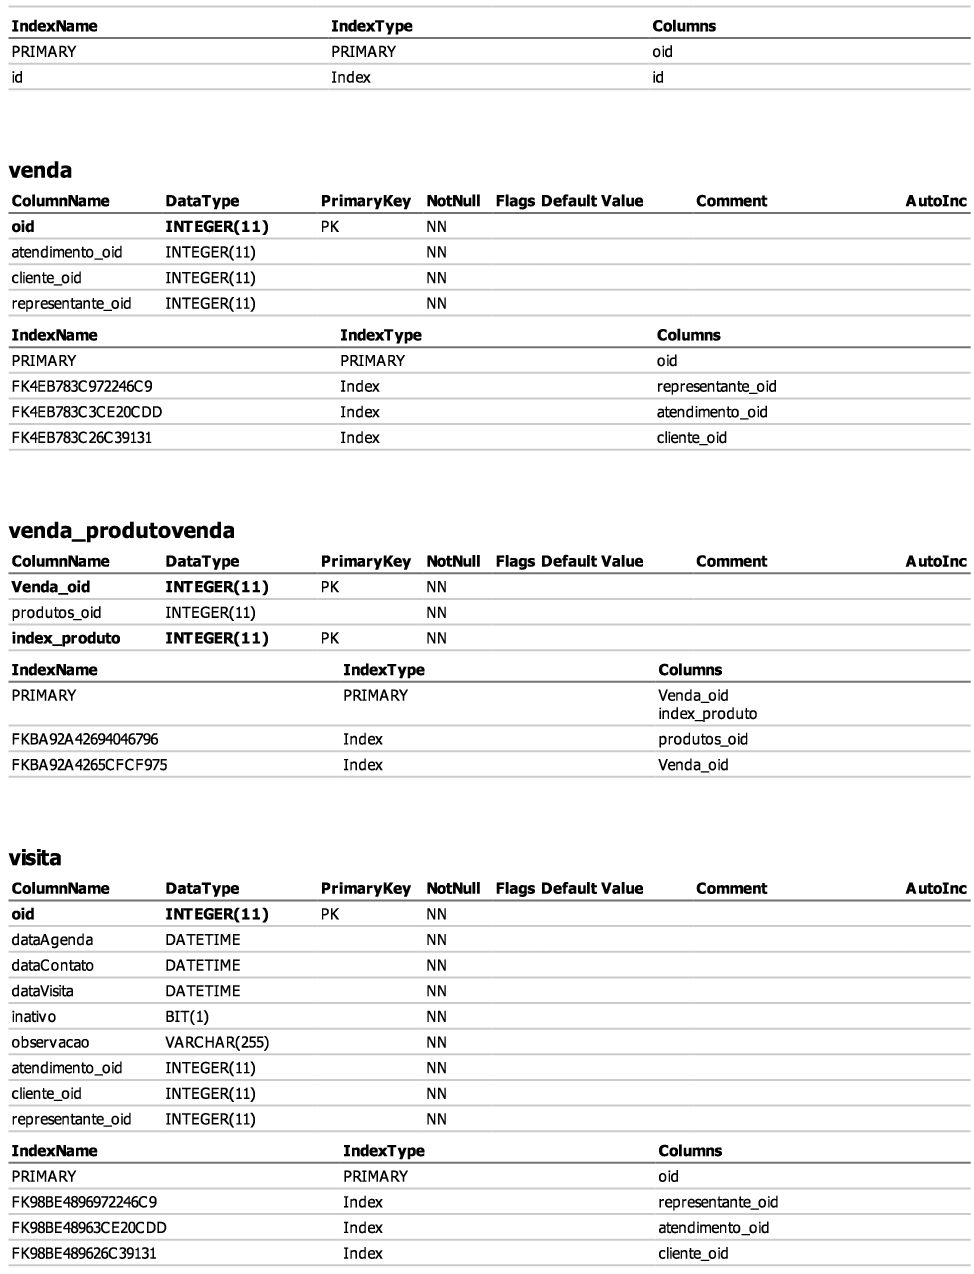 IndexName IndexType Columns
PRIMARY PRIMARY oid
id Index id
venda
ColumnName DataType PrimaryKey NotNull Flags Default Value Comment AutoInc
oid INTEGER(11) PK NN
atendimento_oid INTEGER(11) NN
cliente_oid INTEGER(11) NN
representante_oid INTEGER(11) NN
IndexName IndexType Columns
PRIMARY PRIMARY oid
FK4EB783C972246C9 Index representante_oid
FK4EB783C3CE20CDD Index atendimento_oid
FK4EB783C26C39131 Index cliente_oid
venda_produtovenda
ColumnName DataType PrimaryKey NotNull Flags Default Value Comment AutoInc
Venda_oid INTEGER(11) PK NN
produtos_oid INTEGER(11) NN
index_produto INTEGER(11) PK NN
IndexName IndexType Columns
PRIMARY PRIMARY Venda_oid
index_produto
FKBA92A42694046796 Index produtos_oid
FKBA92A4265CFCF975 Index Venda_oid
visita
ColumnName DataType PrimaryKey NotNull Flags Default Value Comment AutoInc
oid INTEGER(11) PK NN
dataAgenda DATETIME NN
dataContato DATETIME NN
dataVisita DATETIME NN
inativo BIT(1) NN
observacao VARCHAR(255) NN
atendimento_oid INTEGER(11) NN
cliente_oid INTEGER(11) NN
representante_oid INTEGER(11) NN
IndexName IndexType Columns
PRIMARY PRIMARY oid
FK98BE4896972246C9 Index representante_oid
FK98BE48963CE20CDD Index atendimento_oid
FK98BE489626C39131 Index cliente_oid